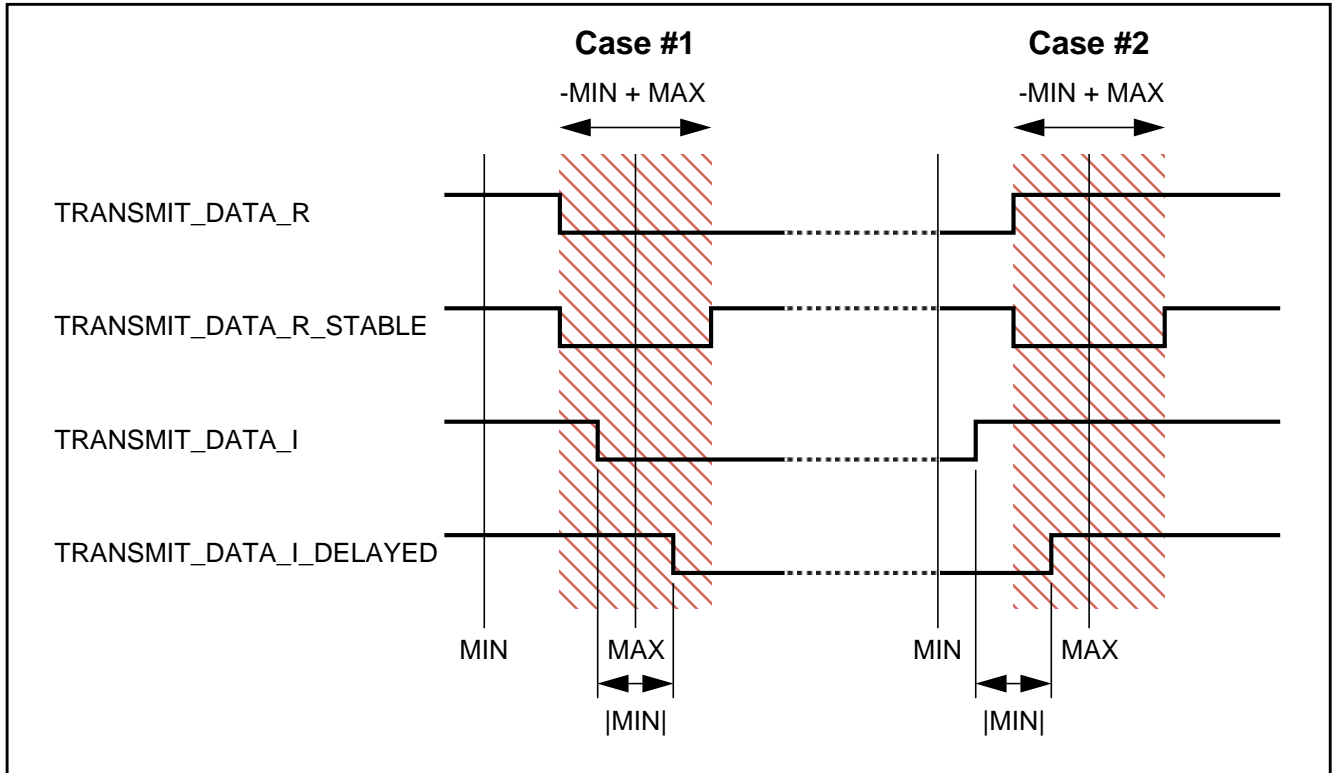 Case #1
Case #2
-MIN + MAX
-MIN + MAX
TRANSMIT_DATA_R
TRANSMIT_DATA_R_STABLE
TRANSMIT_DATA_I
TRANSMIT_DATA_I_DELAYED
MIN
MAX
MIN
MAX
|MIN|
|MIN|